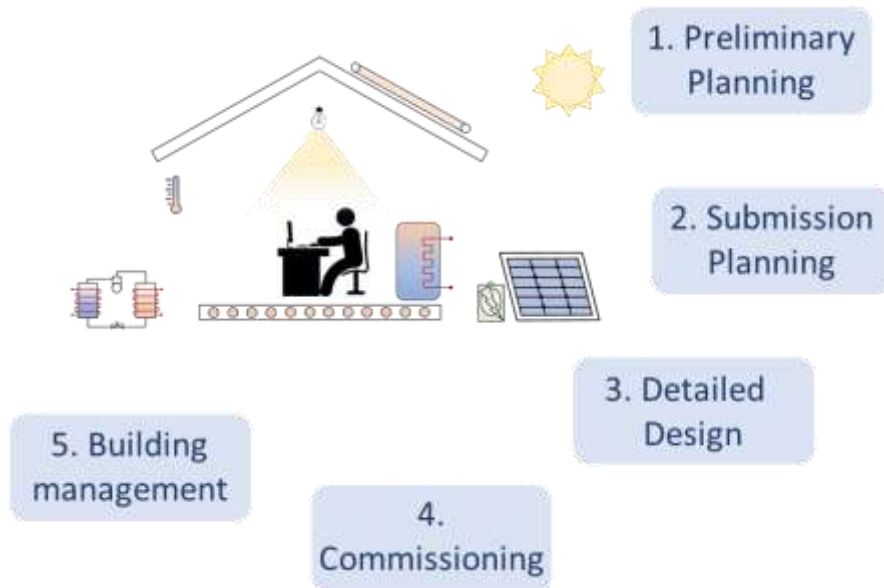 1. Preliminary
Planning
2. Submission
Planning
3. Detailed
Design
4.
Commissioning
5. Building
management